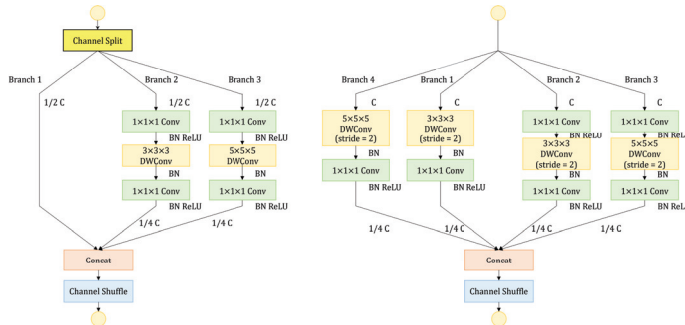 Channel Split
Branch 1
Branch 2
Branch 3
1/2 C
1/2 C
1/2 C
1×1×1 Conv
1×1×1 Conv
BN ReLU
BN ReLU
3×3×3
DWConv
5×5×5
DWConv
BN
BN
1×1×1 Conv
1×1×1 Conv
BN ReLU
BN ReLU
1/4 C
1/4 C
Concat
Channel Shuffle
Branch 4
Branch 1
Branch 2
Branch 3
C
C
C
C
5×5×5
DWConv
(stride = 2)
3×3×3
DWConv
(stride = 2)
1×1×1 Conv
1×1×1 Conv
BN ReLU
BN ReLU
BN
BN
3×3×3
DWConv
(stride = 2)
5×5×5
DWConv
(stride = 2)
1×1×1 Conv
1×1×1 Conv
BN
BN
BN ReLU
BN ReLU
1×1×1 Conv
1×1×1 Conv
BN ReLU
BN ReLU
1/4 C
1/4 C
1/4 C
1/4 C
Concat
Channel Shuffle